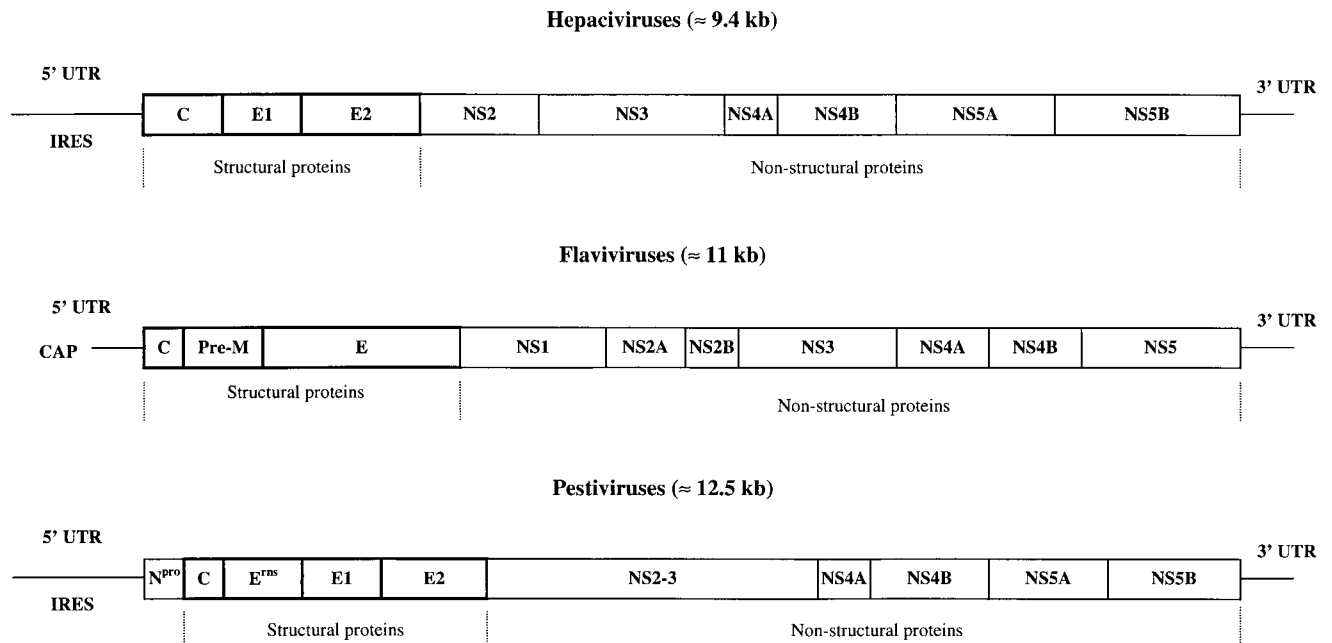 Hepaciviruses (≈ 9.4 kb)
5’ UTR
3’ UTR
C E1 E2 NS2 NS3 NS4A NS4B NS5A NS5B
IRES
Structural proteins Non-structural proteins
Flaviviruses (≈ 11 kb)
5’ UTR
3’ UTR
CAP C Pre-M E NS1 NS2A NS2B NS3 NS4A NS4B NS5
Structural proteins Non-structural proteins
Pestiviruses (≈ 12.5 kb)
5’ UTR
3’ UTR
Nᵖʳᵒ C Eʳⁿˢ E1 E2 NS2-3 NS4A NS4B NS5A NS5B
IRES
Structural proteins Non-structural proteins